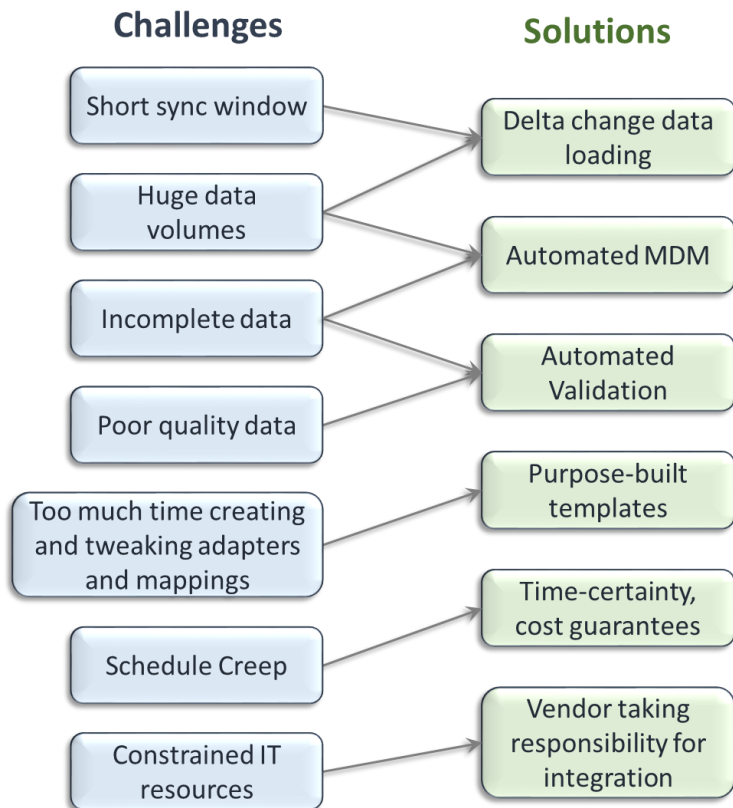 Challenges
Short sync window
Huge data
volumes
Incomplete data
Poor quality data
Too much time creating
and tweaking adapters
and mappings
Schedule Creep
Constrained IT
resources
Solutions
Delta change data
loading
Automated MDM
Automated
Validation
Purpose-built
templates
Time-certainty,
cost guarantees
Vendor taking
responsibility for
integration